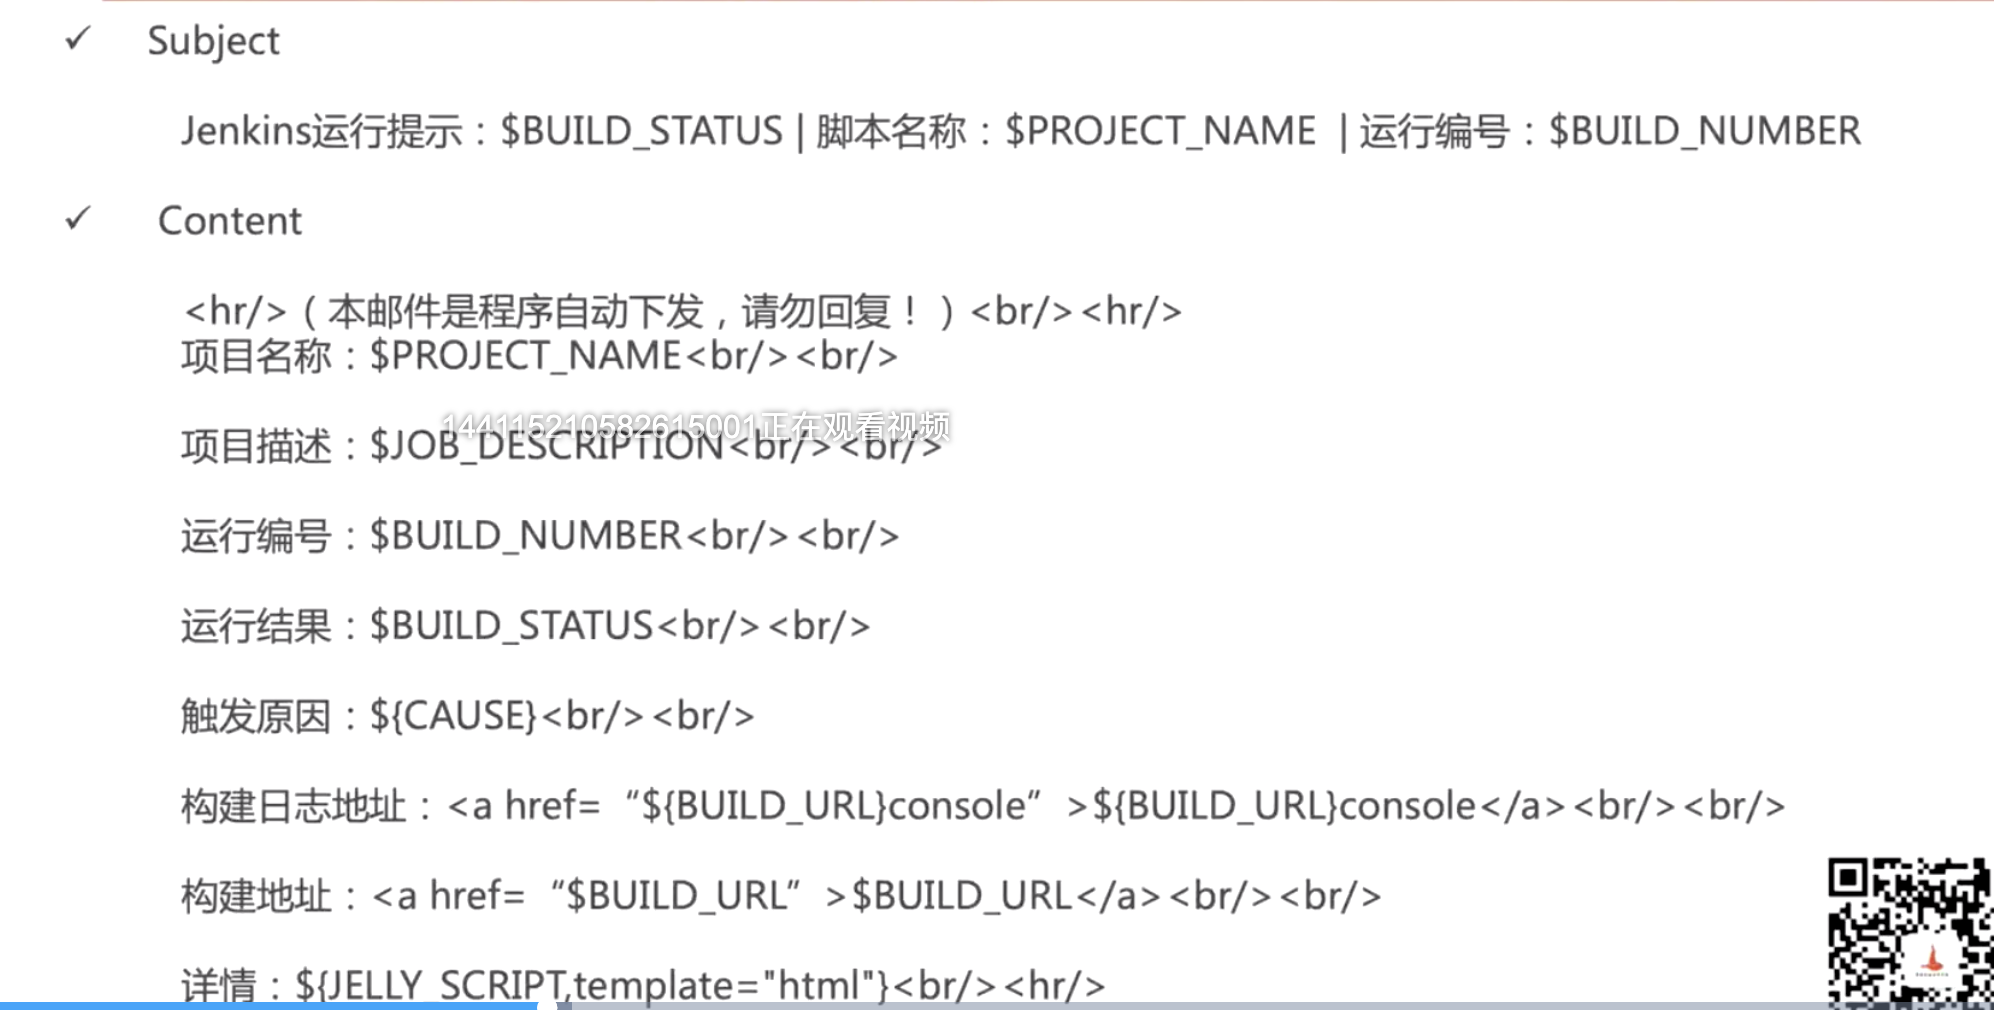 ✓ Subject
Jenkins运行提示：$BUILD_STATUS | 脚本名称：$PROJECT_NAME | 运行编号：$BUILD_NUMBER
✓ Content
<hr/>（本邮件是程序自动下发，请勿回复！）<br/><hr/>
项目名称：$PROJECT_NAME<br/><br/>
144115210582615001正在观看视频
项目描述：$JOB_DESCRIPTION<br/><br/>
运行编号：$BUILD_NUMBER<br/><br/>
运行结果：$BUILD_STATUS<br/><br/>
触发原因：${CAUSE}<br/><br/>
构建日志地址：<a href=“${BUILD_URL}console”>${BUILD_URL}console</a><br/><br/>
构建地址：<a href=“$BUILD_URL”>$BUILD_URL</a><br/><br/>
详情：${JELLY_SCRIPT,template="html"}<br/><hr/>